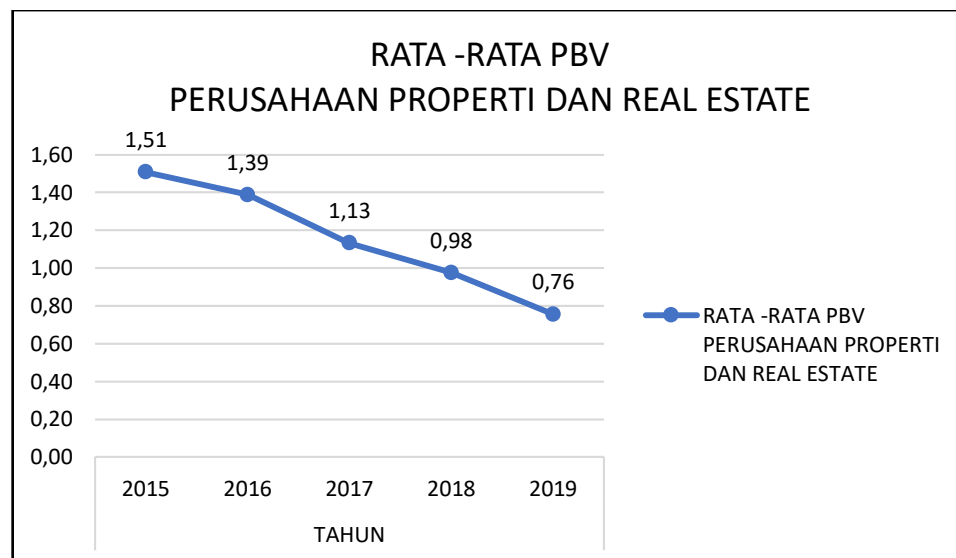 RATA -RATA PBV
PERUSAHAAN PROPERTI DAN REAL ESTATE
1,60
1,40
1,20
1,00
0,80
0,60
0,40
0,20
0,00
1,51
1,39
1,13
0,98
0,76
2015 2016 2017 2018 2019
TAHUN
RATA -RATA PBV
PERUSAHAAN PROPERTI
DAN REAL ESTATE